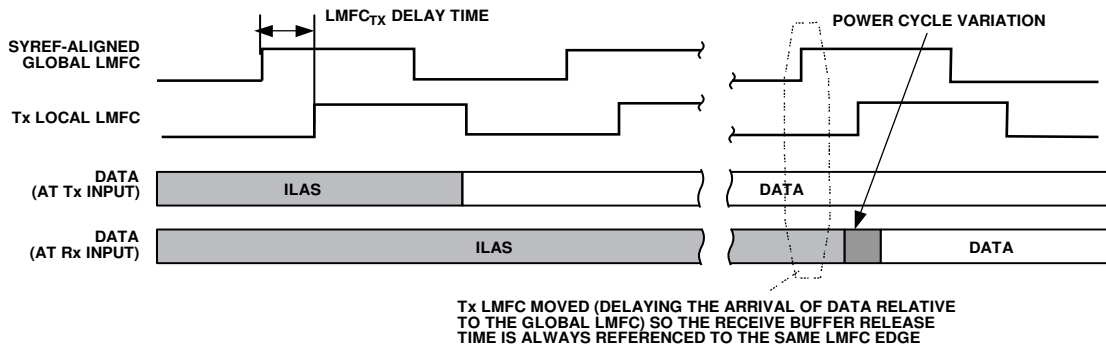 LMFCTX DELAY TIME
POWER CYCLE VARIATION
SYREF-ALIGNED
GLOBAL LMFC
Tx LOCAL LMFC
DATA
(AT Tx INPUT)
ILAS
DATA
DATA
(AT Rx INPUT)
ILAS
DATA
Tx LMFC MOVED (DELAYING THE ARRIVAL OF DATA RELATIVE
TO THE GLOBAL LMFC) SO THE RECEIVE BUFFER RELEASE
TIME IS ALWAYS REFERENCED TO THE SAME LMFC EDGE